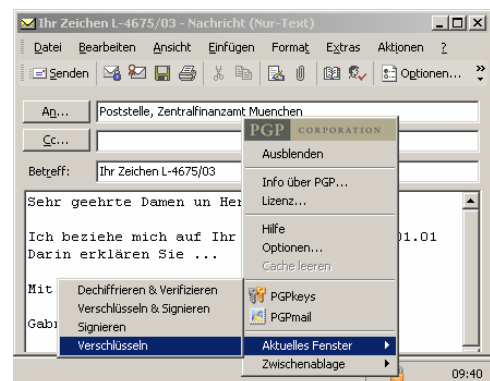 Ihr Zeichen L-4675/03 - Nachricht (Nur-Text)
Datei Bearbeiten Ansicht Einfügen Format Extras Aktionen ?
Senden Optionen...
An... Poststelle, Zentralfinanzamt Muenchen
Cc...
Betreff: Ihr Zeichen L-4675/03
Sehr geehrte Damen un Her
Ich beziehe mich auf Ihr 01.01
Darin erklären Sie ...
Mit
Gab
PGP CORPORATION
Ausblenden
Info über PGP...
Lizenz...
Hilfe
Optionen...
Cache leeren
PGPkeys
PGPmail
Aktuelles Fenster
Zwischenablage
Dechiffrieren & Verifizieren
Verschlüsseln & Signieren
Signieren
Verschlüsseln
09:40